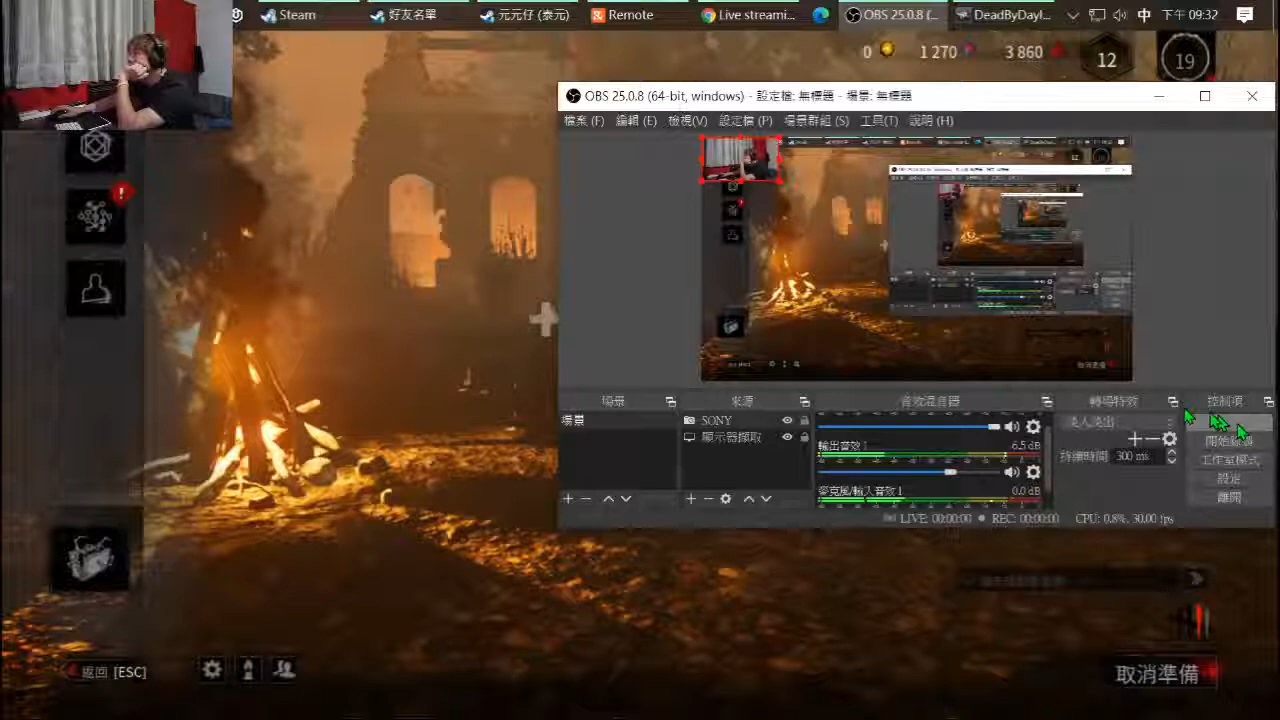 Steam
好友名單
元元仔 (泰元)
Remote
Live streami...
OBS 25.0.8 (...
DeadByDayl...
中
下午 09:32
0
1 270
3 860
12
19
OBS 25.0.8 (64-bit, windows) - 設定檔: 無標題 - 場景: 無標題
檔案 (F)
編輯 (E)
檢視(V)
設定檔 (P)
場景群組 (S)
工具(T)
說明 (H)
場景
來源
音效混音器
轉場特效
控制項
場景
SONY
顯示器擷取
輸出音效 1
6.5 dB
麥克風/輸入音效 1
0.0 dB
淡入淡出
持續時間
300 ms
開始錄製
工作室模式
設定
離開
LIVE: 00:00:00
REC: 00:00:00
CPU: 0.8%, 30.00 fps
返回 [ESC]
取消準備